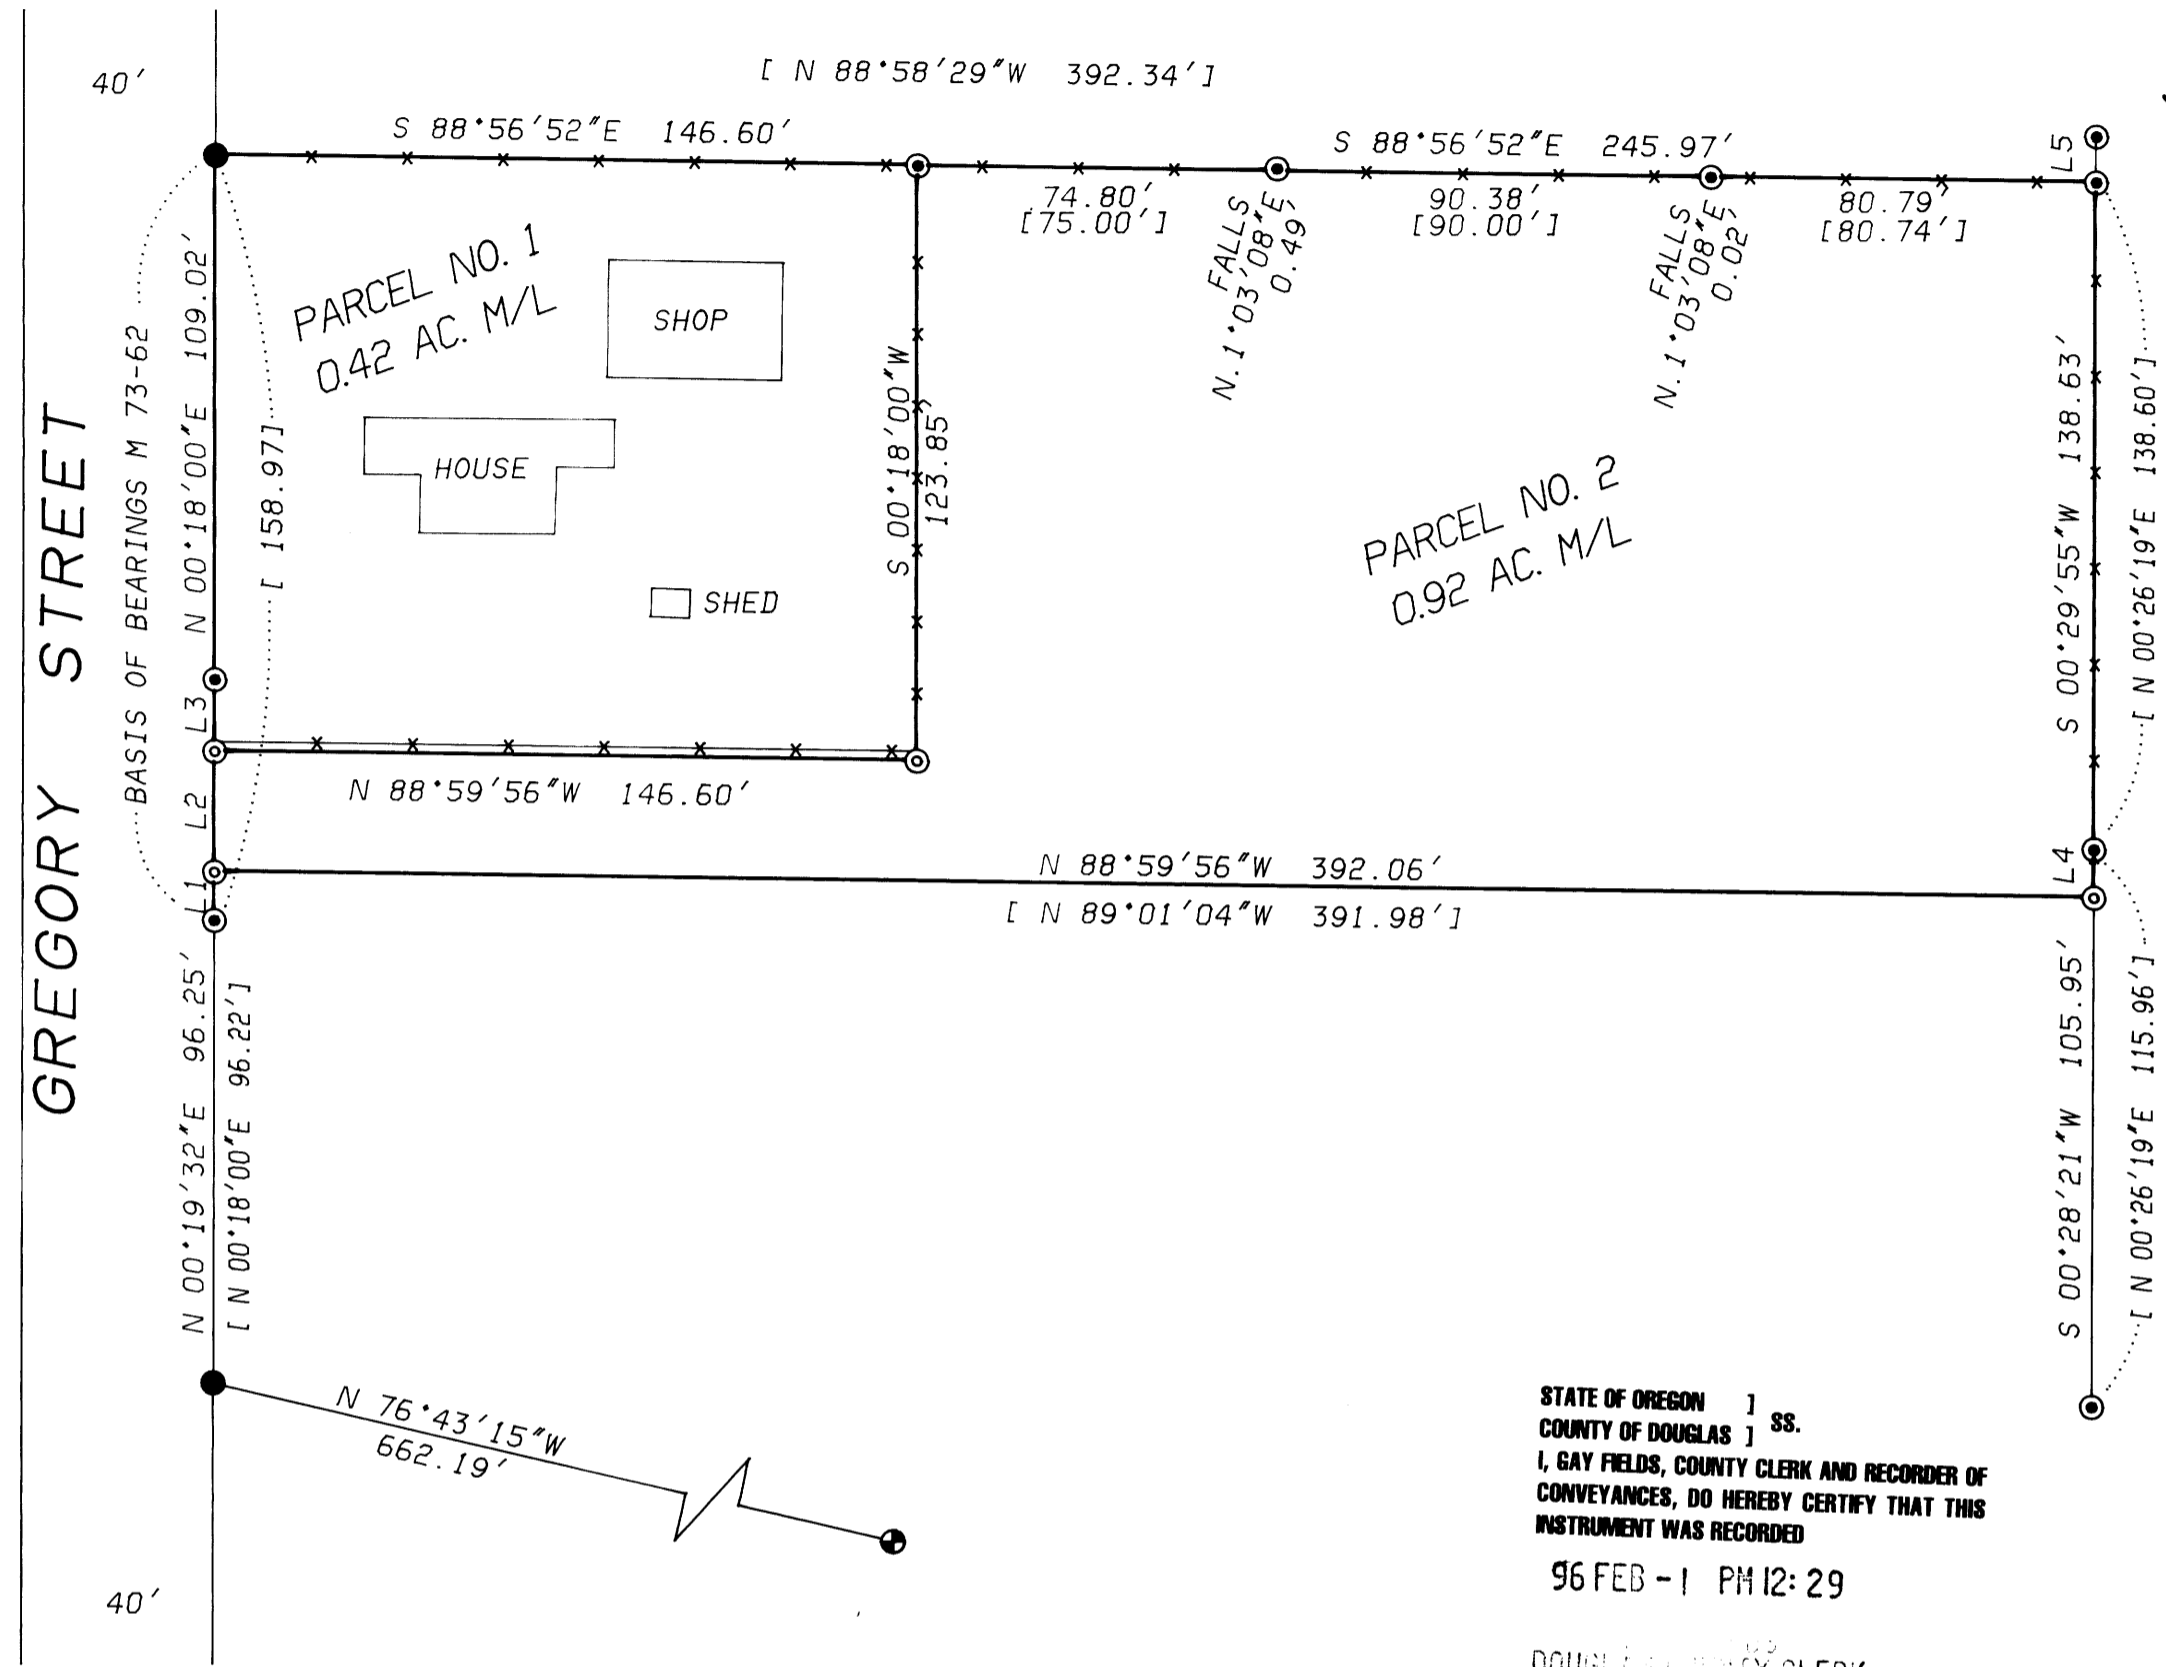 40′
[ N 88°58′29″W 392.34′]
S 88°56′52″E 146.60′
S 88°56′52″E 245.97′
L5
74.80′
[75.00′]
FALLS
N.1°03′08″E,
0.49′
90.38′
[90.00′]
FALLS
N.1°03′08″E,
0.02′
80.79′
[80.74′]
PARCEL NO. 1
0.42 AC. M/L
SHOP
HOUSE
SHED
GREGORY STREET
BASIS OF BEARINGS M 73-62
N 00°18′00″E 109.02′
[ 158.97]
S 00°18′00″W
123.85′
PARCEL NO. 2
0.92 AC. M/L
S 00°29′55″W 138.63′
[ N 00°26′19″E 138.60′]
L3
L2
L1
N 88°59′56″W 146.60′
N 88°59′56″W 392.06′
[ N 89°01′04″W 391.98′]
L4
N 00°19′32″E 96.25′
[ N 00°18′00″E 96.22′]
S 00°28′21″W 105.95′
[ N 00°26′19″E 115.96′]
N 76°43′15″W
662.19′
40′
STATE OF OREGON ]
COUNTY OF DOUGLAS ] SS.
I, GAY FIELDS, COUNTY CLERK AND RECORDER OF
CONVEYANCES, DO HEREBY CERTIFY THAT THIS
INSTRUMENT WAS RECORDED
96 FEB -1 PM 12:29